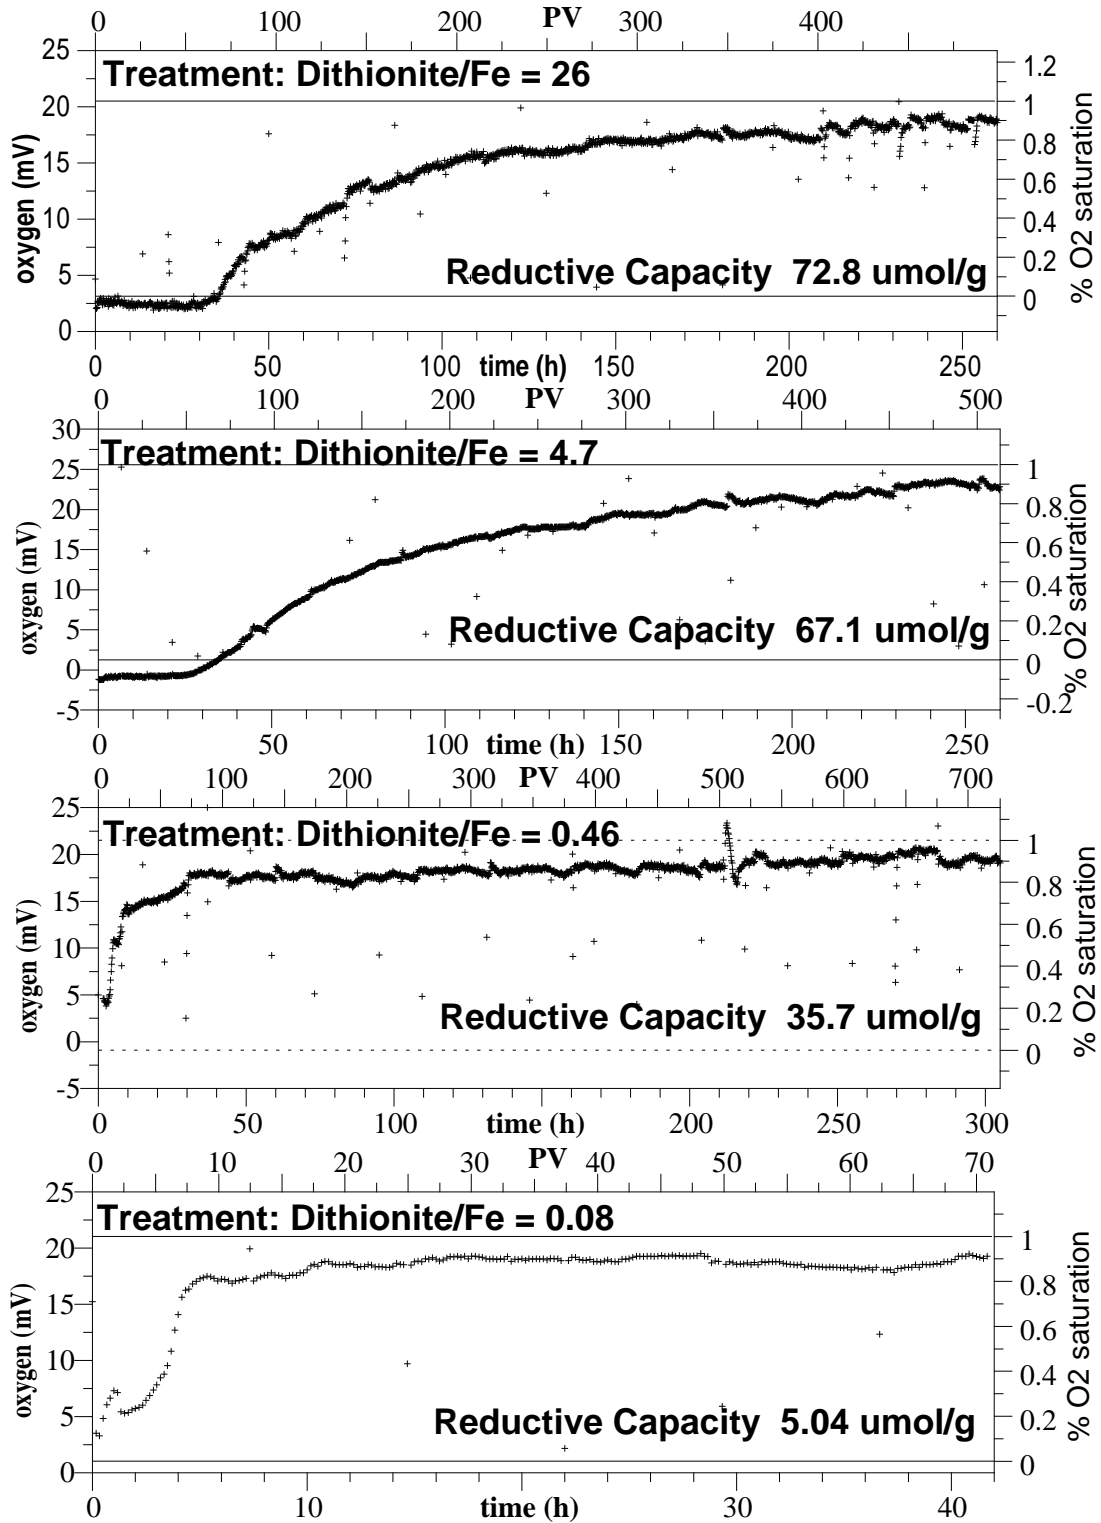 0 100 200 PV 300 400
25 1.2
Treatment: Dithionite/Fe = 26
20 1
15 0.8
0.6
10 0.4
5 0.2
Reductive Capacity 72.8 umol/g
0 0
oxygen (mV)
% O2 saturation
0 50 100 time (h) 150 200 250
0 100 200 PV 300 400 500
30
Treatment: Dithionite/Fe = 4.7
25 1
20 0.8
15 0.6
10 0.4
5 0.2
Reductive Capacity 67.1 umol/g
0 0
-5 -0.2
oxygen (mV)
% O2 saturation
0 50 100 time (h) 150 200 250
0 100 200 300 PV 400 500 600 700
25
Treatment: Dithionite/Fe = 0.46
1
20
0.8
15
0.6
10
0.4
5
0.2
Reductive Capacity 35.7 umol/g
0 0
-5
oxygen (mV)
% O2 saturation
0 50 100 time (h) 200 250 300
0 10 20 30 PV 40 50 60 70
25
Treatment: Dithionite/Fe = 0.08
1
20
0.8
15
0.6
10
0.4
5 0.2
Reductive Capacity 5.04 umol/g
0 0
oxygen (mV)
% O2 saturation
0 10 time (h) 30 40